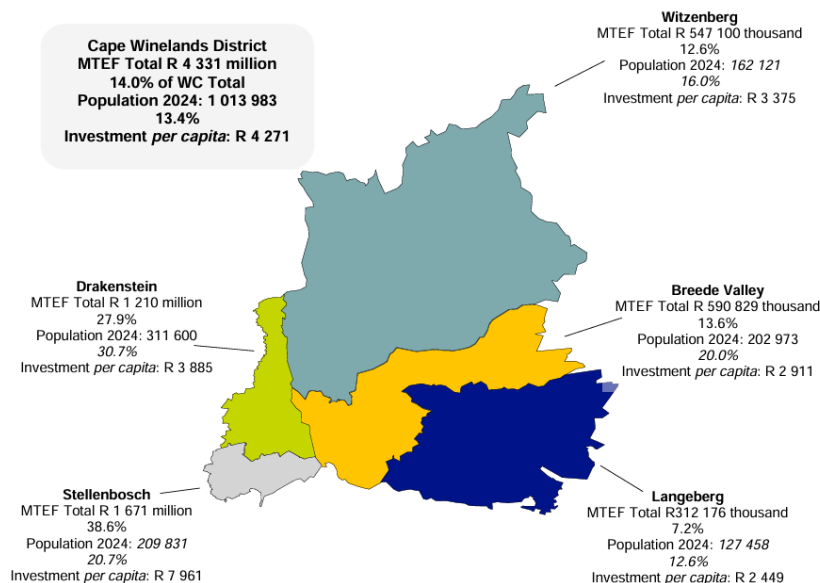 Cape Winelands District
MTEF Total R 4 331 million
14.0% of WC Total
Population 2024: 1 013 983
13.4%
Investment per capita: R 4 271
Witzenberg
MTEF Total R 547 100 thousand
12.6%
Population 2024: 162 121
16.0%
Investment per capita: R 3 375
Drakenstein
MTEF Total R 1 210 million
27.9%
Population 2024: 311 600
30.7%
Investment per capita: R 3 885
Breede Valley
MTEF Total R 590 829 thousand
13.6%
Population 2024: 202 973
20.0%
Investment per capita: R 2 911
Stellenbosch
MTEF Total R 1 671 million
38.6%
Population 2024: 209 831
20.7%
Investment per capita: R 7 961
Langeberg
MTEF Total R312 176 thousand
7.2%
Population 2024: 127 458
12.6%
Investment per capita: R 2 449